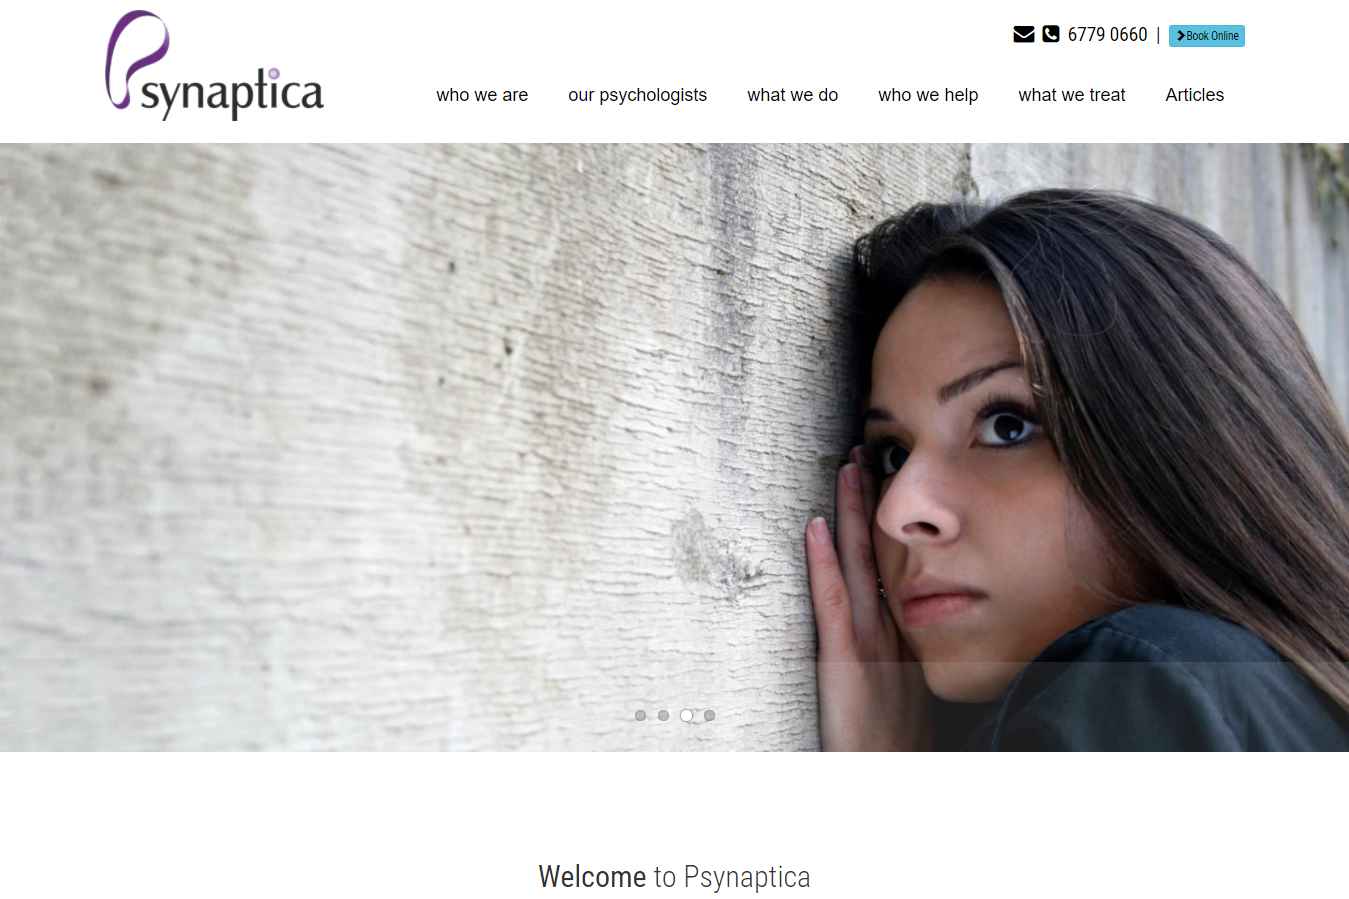 Psynaptica
6779 0660 | Book Online
who we are our psychologists what we do who we help what we treat Articles
Welcome to Psynaptica